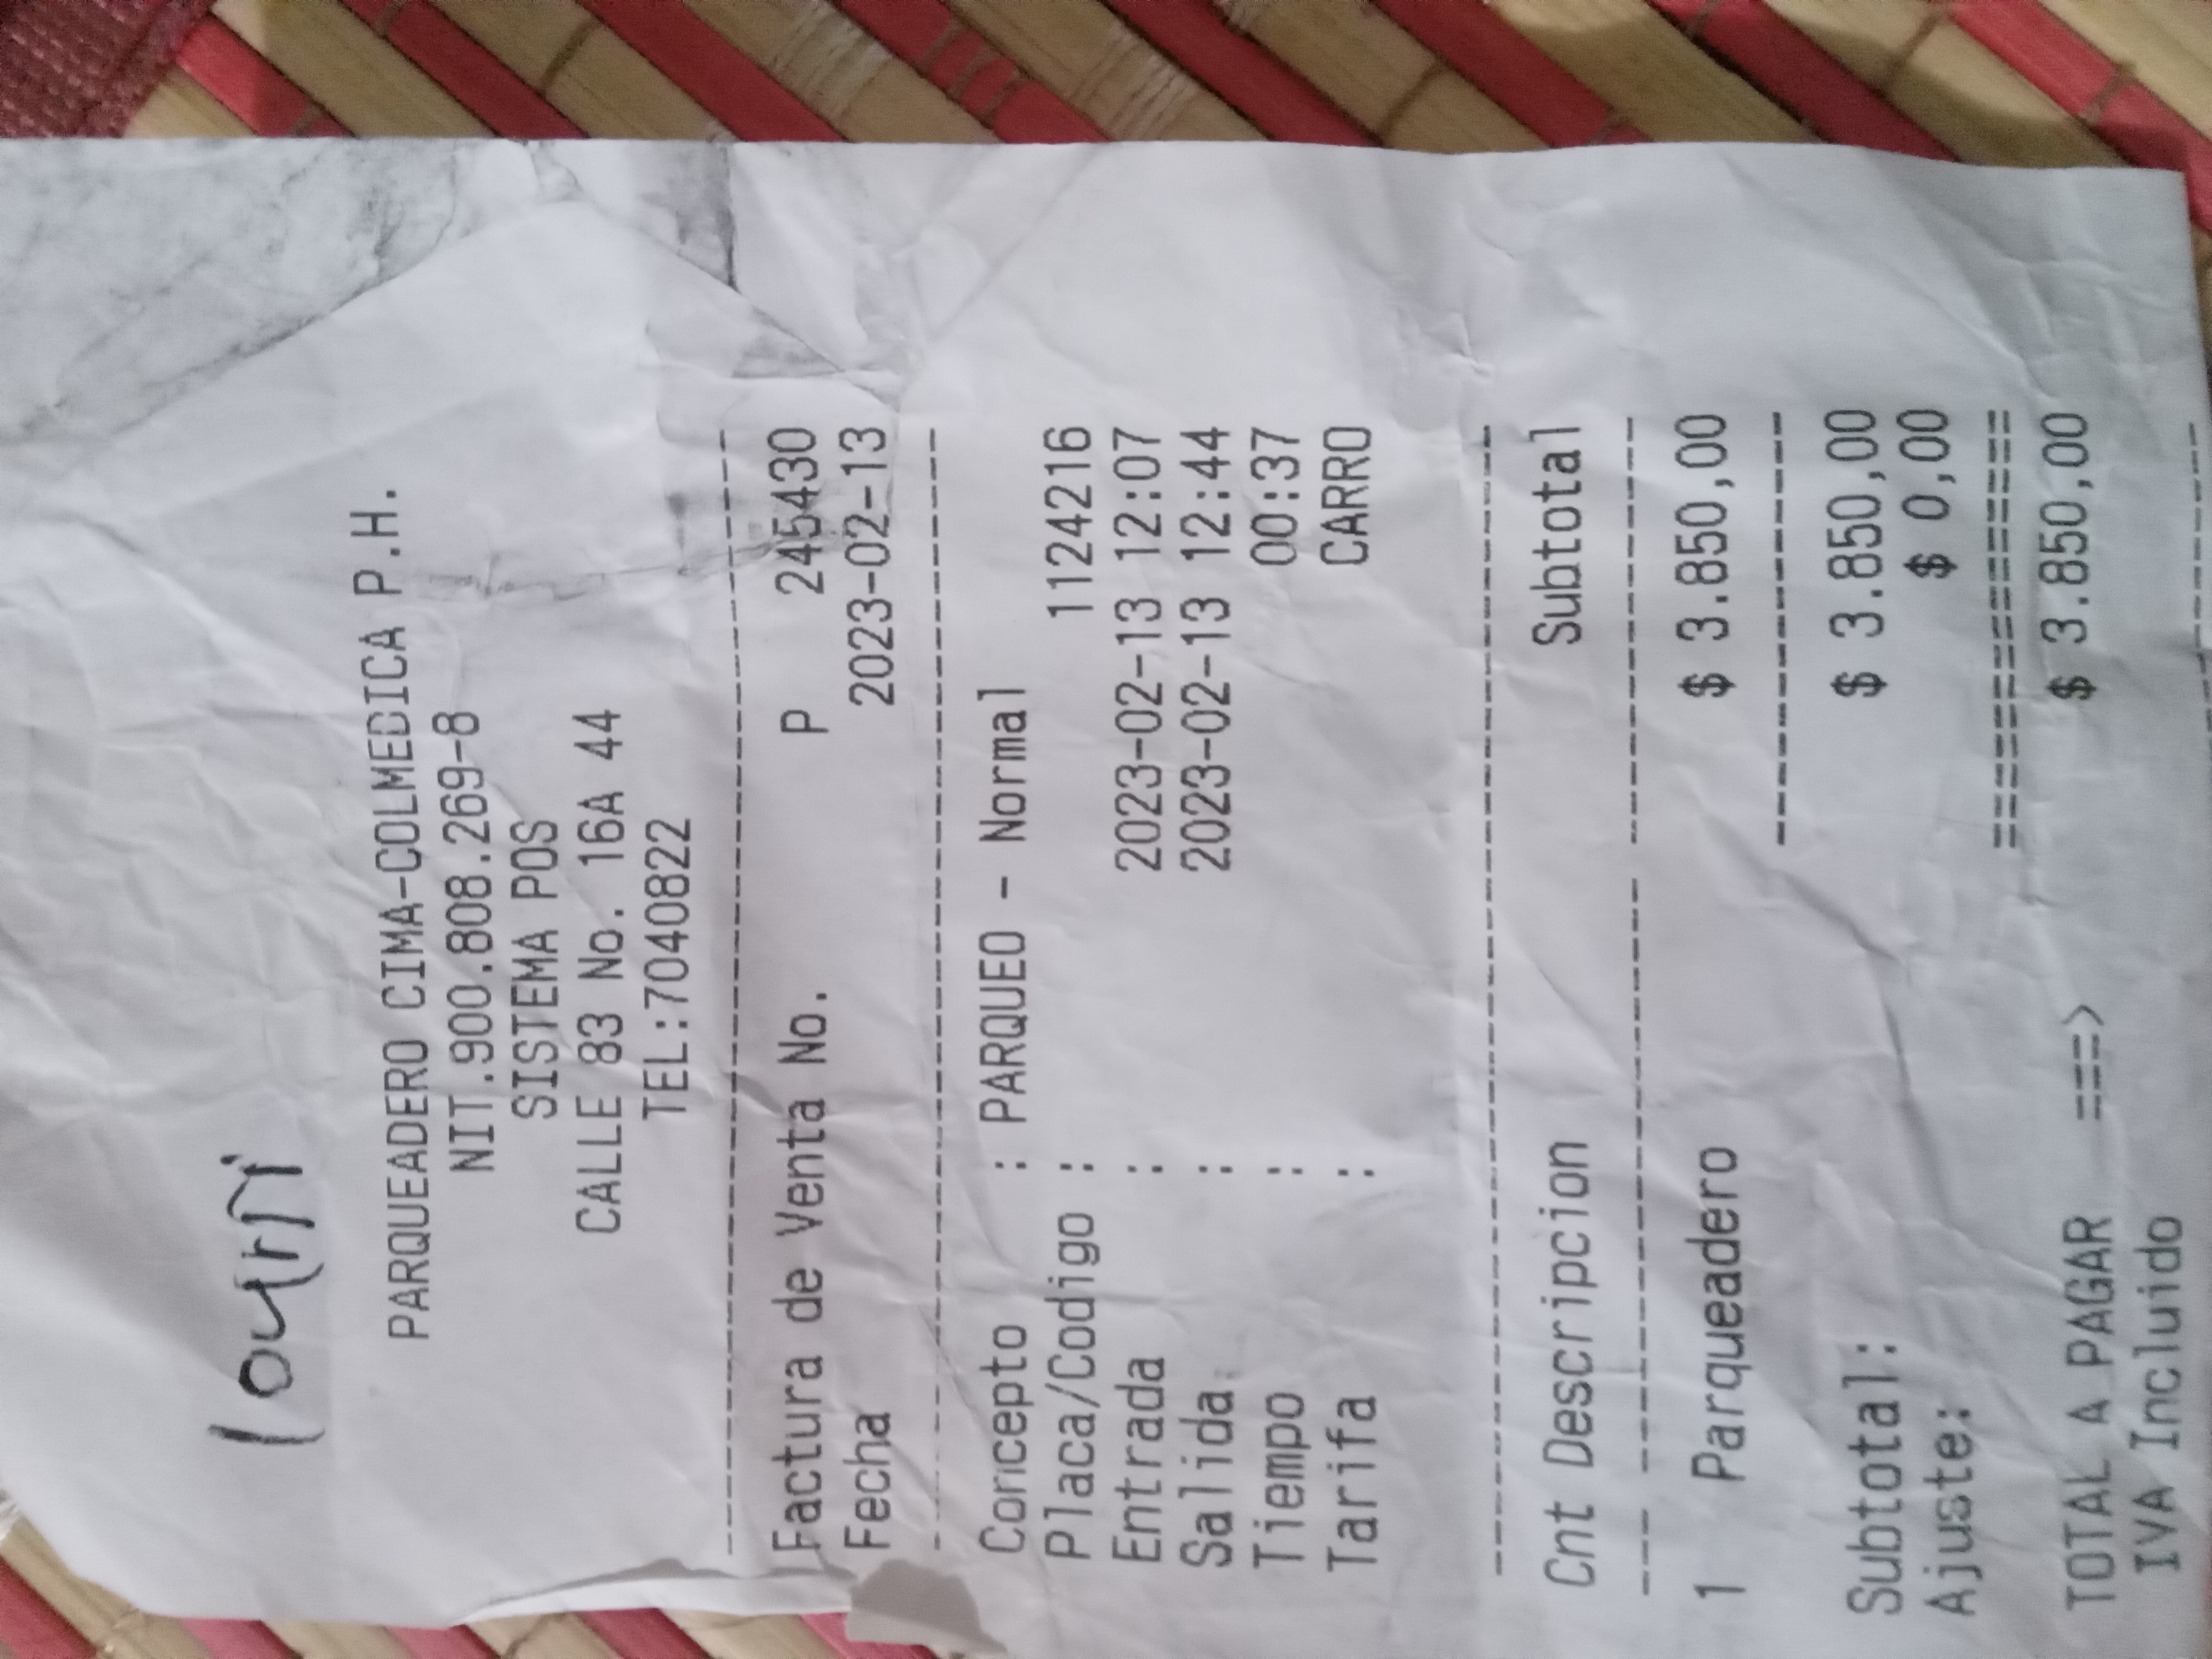 PARQUEADERO CIMA-COLMEDICA P.H.
NIT.900.808.269-8
SISTEMA POS
CALLE 83 No. 16A 44
TEL:7040822
Factura de Venta No. P 245430
Fecha 2023-02-13
Concepto : PARQUEO - Normal
Placa/Codigo : 1124216
Entrada : 2023-02-13 12:07
Salida : 2023-02-13 12:44
Tiempo : 00:37
Tarifa : CARRO
Cnt Descripcion Subtotal
1 Parqueadero $ 3.850,00
Subtotal: $ 3.850,00
Ajuste: $ 0,00
TOTAL A PAGAR ===> $ 3.850,00
IVA Incluido